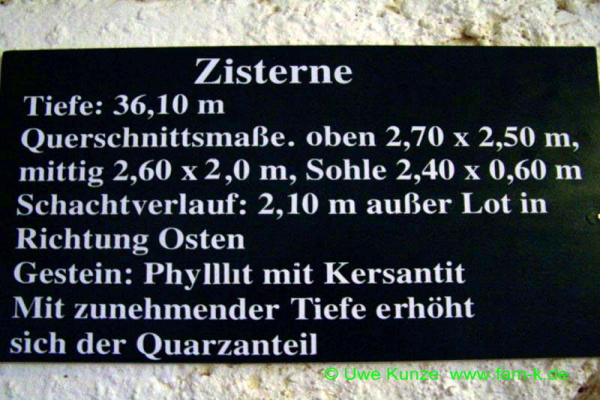 Zisterne
Tiefe: 36,10 m
Querschnittsmaße. oben 2,70 x 2,50 m,
mittig 2,60 x 2,0 m, Sohle 2,40 x 0,60 m
Schachtverlauf: 2,10 m außer Lot in
Richtung Osten
Gestein: Phylllıt mit Kersantit
Mit zunehmender Tiefe erhöht
sich der Quarzanteil
© Uwe Kunze www.fam-k.de